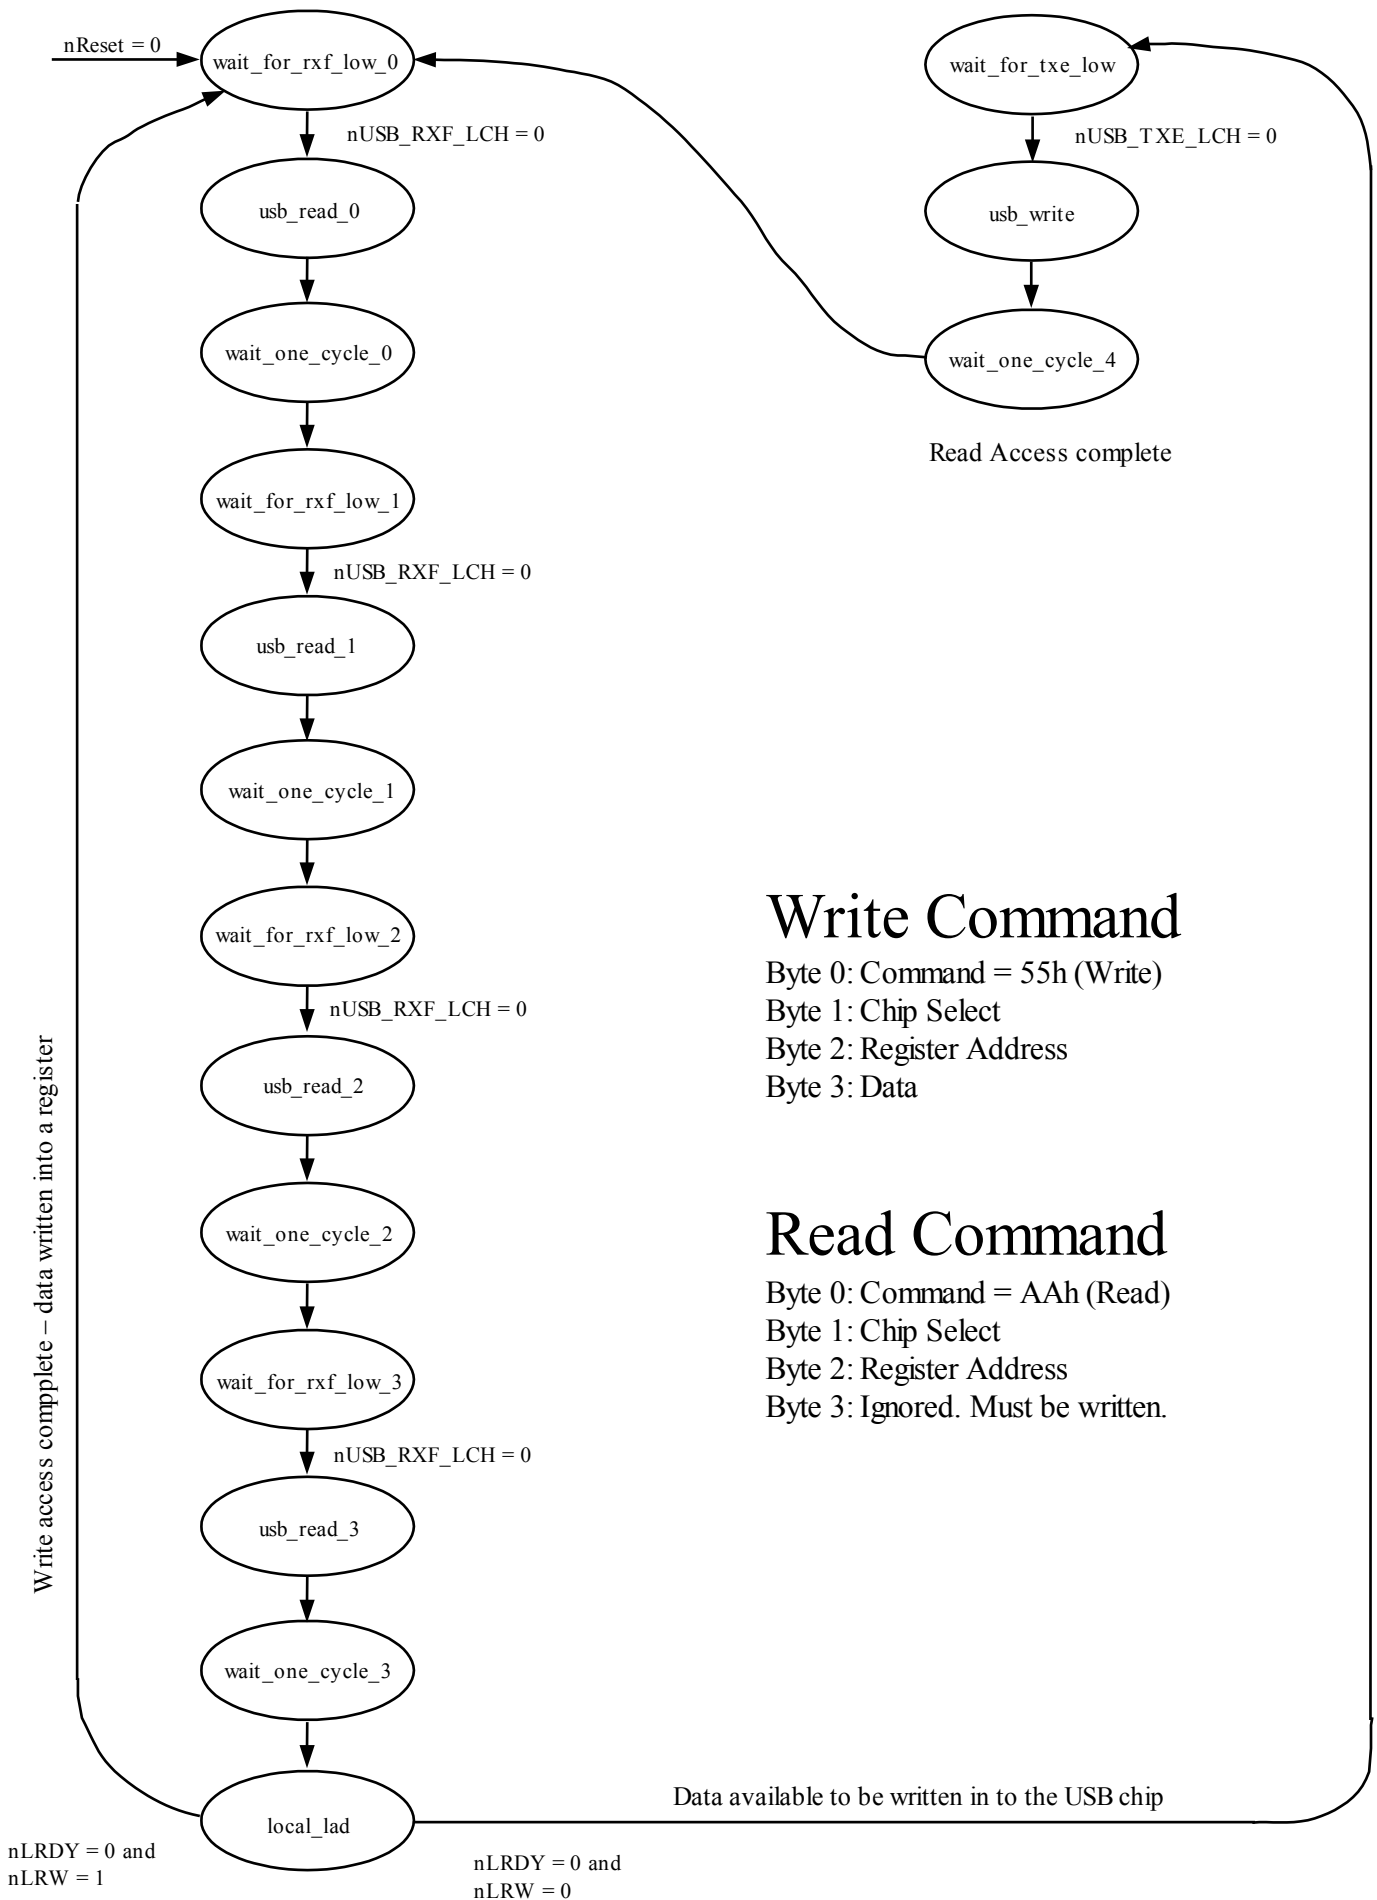 nReset = 0
wait_for_rxf_low_0
wait_for_txe_low
nUSB_RXF_LCH = 0
nUSB_TXE_LCH = 0
usb_read_0
usb_write
wait_one_cycle_0
wait_one_cycle_4
Read Access complete
wait_for_rxf_low_1
nUSB_RXF_LCH = 0
usb_read_1
wait_one_cycle_1
wait_for_rxf_low_2
nUSB_RXF_LCH = 0
usb_read_2
wait_one_cycle_2
wait_for_rxf_low_3
nUSB_RXF_LCH = 0
usb_read_3
wait_one_cycle_3
local_lad
Write Command
Byte 0: Command = 55h (Write)
Byte 1: Chip Select
Byte 2: Register Address
Byte 3: Data
Read Command
Byte 0: Command = AAh (Read)
Byte 1: Chip Select
Byte 2: Register Address
Byte 3: Ignored. Must be written.
Write access compplete – data written into a register
Data available to be written in to the USB chip
nLRDY = 0 and
nLRW = 1
nLRDY = 0 and
nLRW = 0